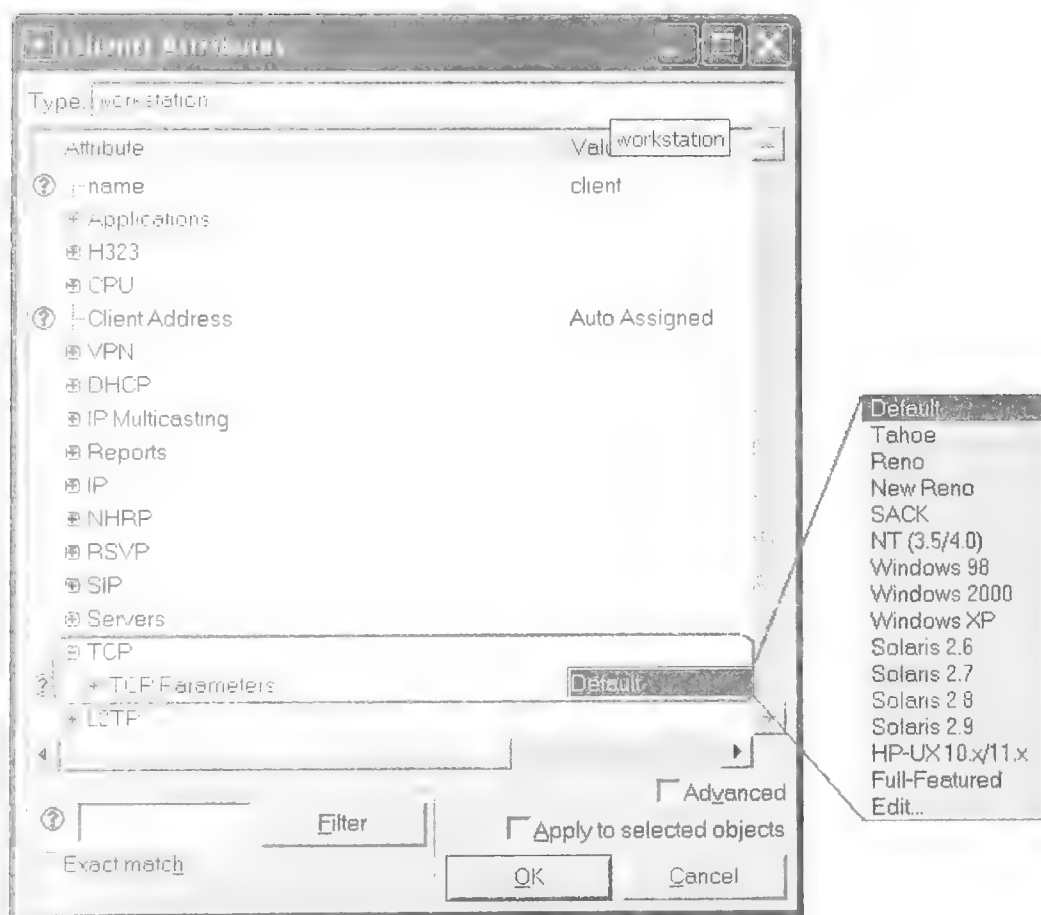 (client) Attributes
Type: workstation
workstation
Attribute Value
name client
Applications
H323
CPU
Client Address Auto Assigned
VPN
DHCP
IP Multicasting
Reports
IP
NHRP
RSVP
SIP
Servers
TCP
TCP Parameters Default
L2TP
Default
Tahoe
Reno
New Reno
SACK
NT (3.5/4.0)
Windows 98
Windows 2000
Windows XP
Solaris 2.6
Solaris 2.7
Solaris 2.8
Solaris 2.9
HP-UX 10.x/11.x
Full-Featured
Edit...
Advanced
Filter
Apply to selected objects
Exact match
OK Cancel